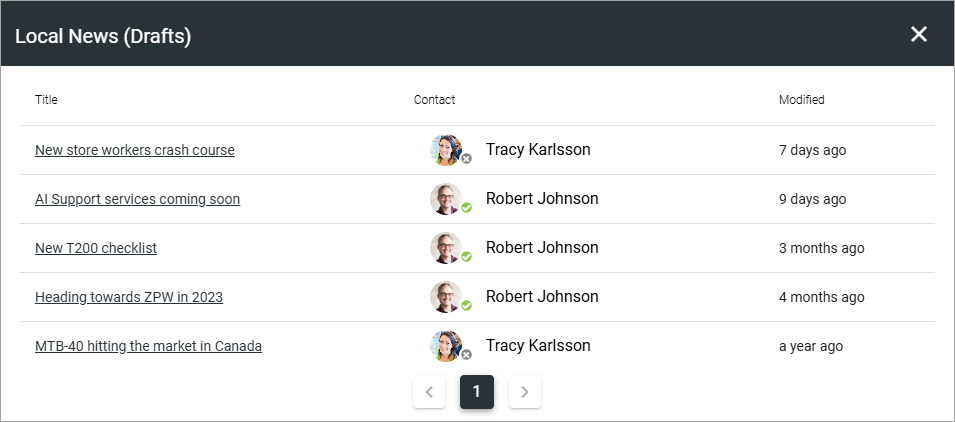 Local News (Drafts)
Title Contact Modified
New store workers crash course Tracy Karlsson 7 days ago
AI Support services coming soon Robert Johnson 9 days ago
New T200 checklist Robert Johnson 3 months ago
Heading towards ZPW in 2023 Robert Johnson 4 months ago
MTB-40 hitting the market in Canada Tracy Karlsson a year ago
1